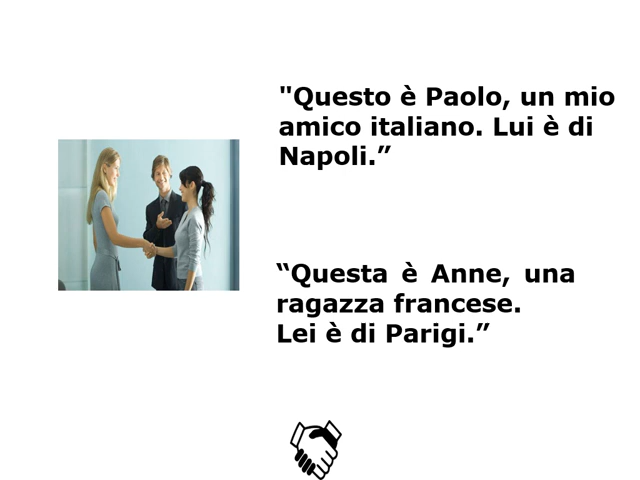 "Questo è Paolo, un mio
amico italiano. Lui è di
Napoli.”
“Questa è Anne, una
ragazza francese.
Lei è di Parigi.”